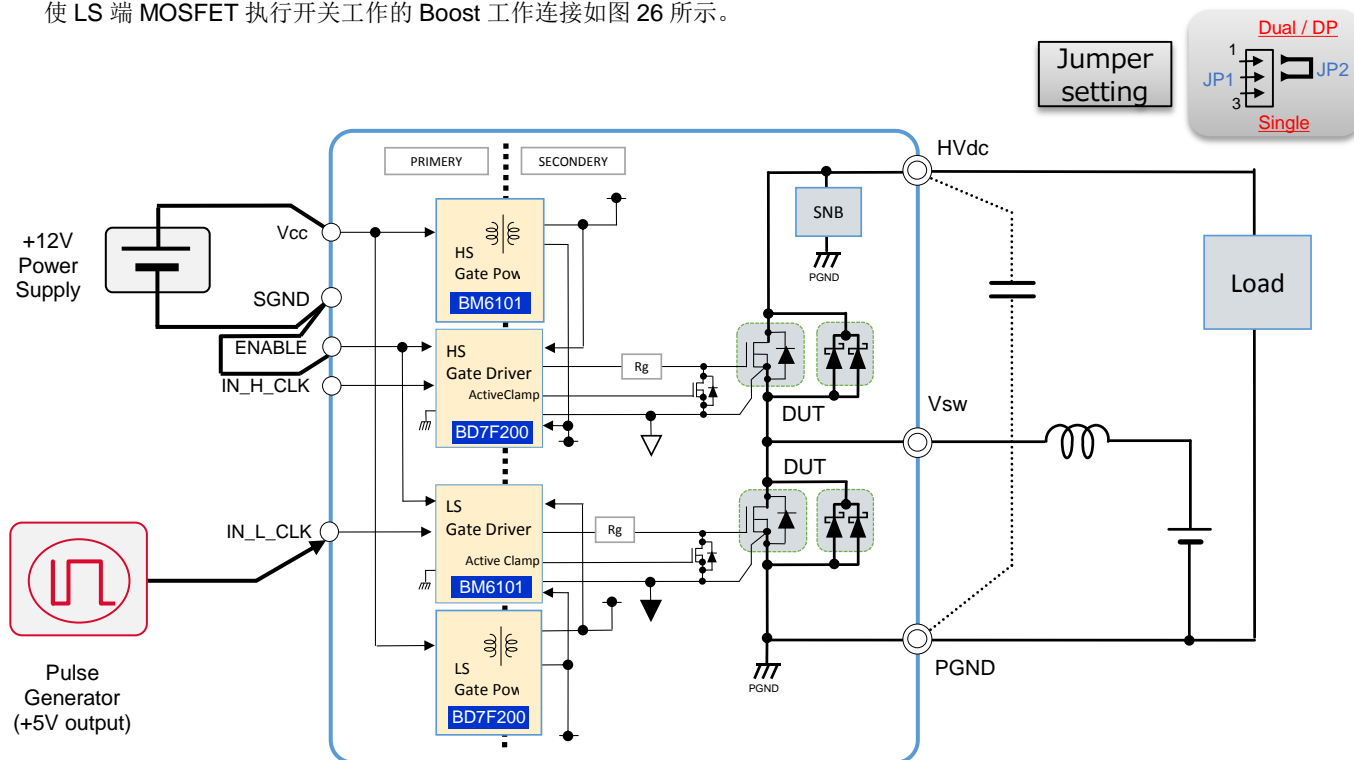 使 LS 端 MOSFET 执行开关工作的 Boost 工作连接如图 26 所示。
Jumper
setting
Dual / DP
1
JP1
JP2
3
Single
PRIMERY
SECONDERY
HVdc
+12V
Power
Supply
Vcc
SGND
ENABLE
IN_H_CLK
HS
Gate Pow
BM6101
HS
Gate Driver
ActiveClamp
BD7F200
Rg
SNB
PGND
DUT
Vsw
Load
DUT
IN_L_CLK
LS
Gate Driver
Active Clamp
BM6101
Rg
LS
Gate Pow
BD7F200
PGND
PGND
Pulse
Generator
(+5V output)